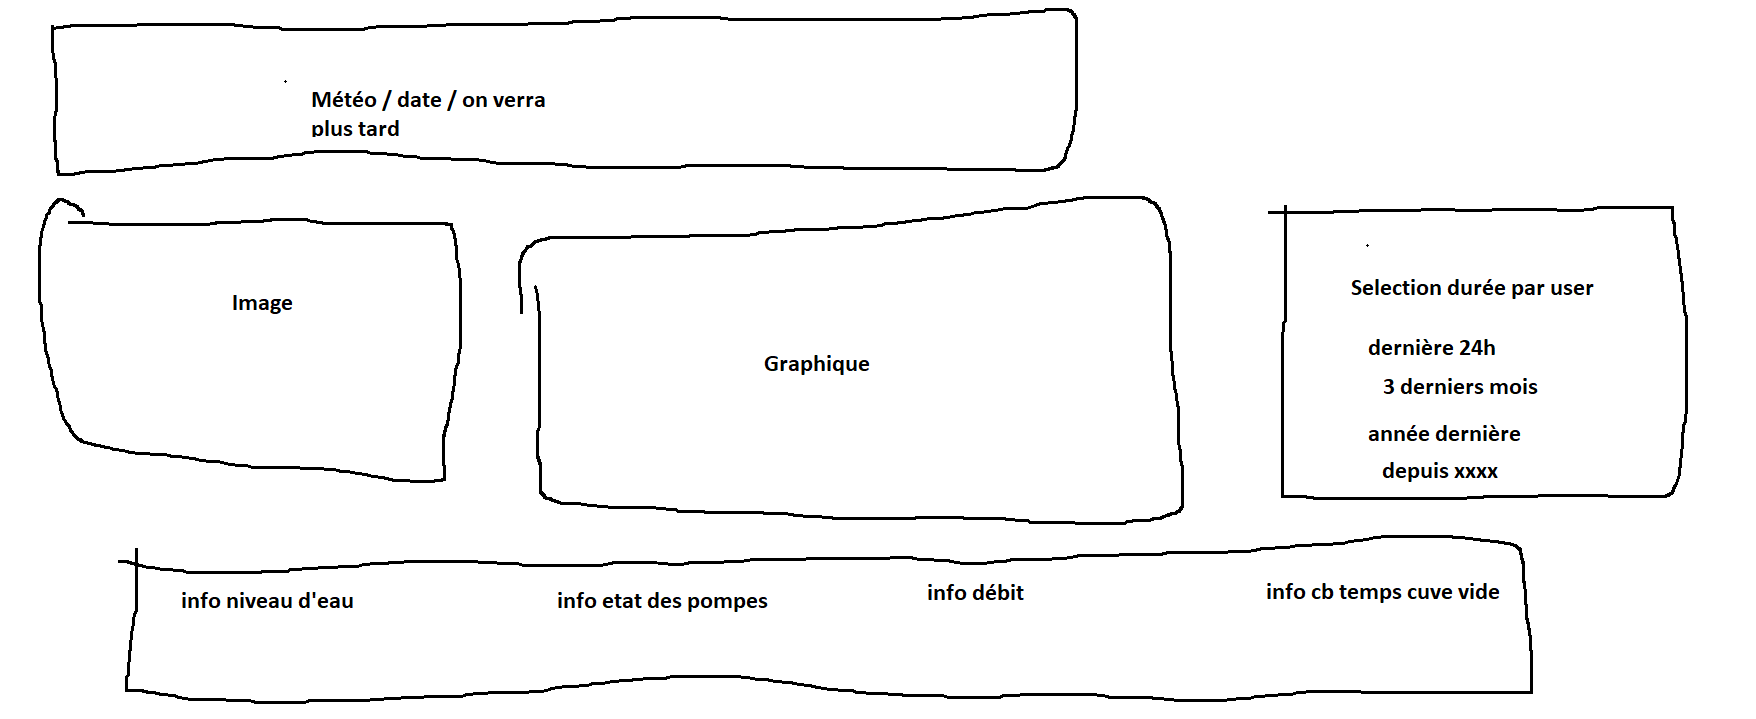 Météo / date / on verra
plus tard
Image
Graphique
Selection durée par user
dernière 24h
3 derniers mois
année dernière
depuis xxxx
info niveau d'eau
info etat des pompes
info débit
info cb temps cuve vide